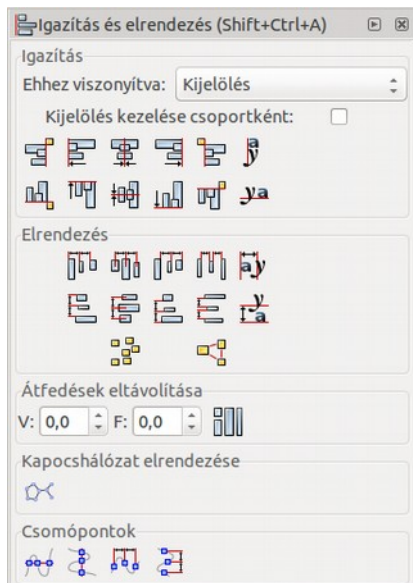 Igazítás és elrendezés (Shift+Ctrl+A)
Igazítás
Ehhez viszonyítva: Kijelölés
Kijelölés kezelése csoportként:
Elrendezés
Átfedések eltávolítása
V: 0,0 F: 0,0
Kapocshálózat elrendezése
Csomópontok